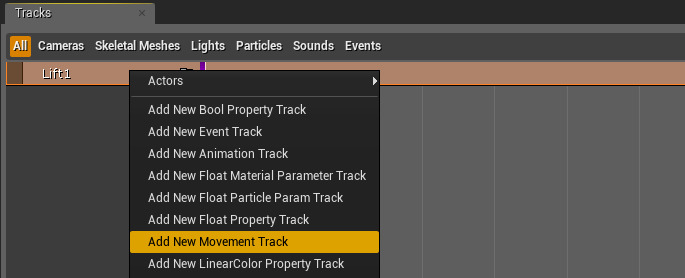 Tracks
All Cameras Skeletal Meshes Lights Particles Sounds Events
Lift1
Actors
Add New Bool Property Track
Add New Event Track
Add New Animation Track
Add New Float Material Parameter Track
Add New Float Particle Param Track
Add New Float Property Track
Add New Movement Track
Add New LinearColor Property Track